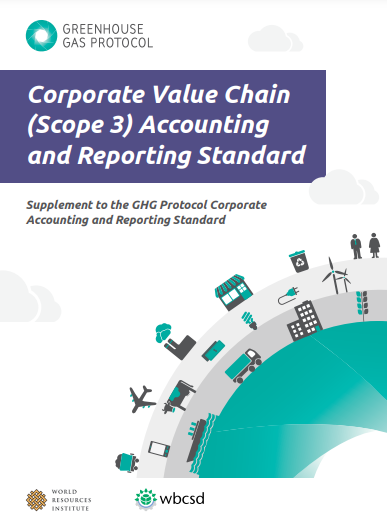 GREENHOUSE
GAS PROTOCOL
Corporate Value Chain
(Scope 3) Accounting
and Reporting Standard
Supplement to the GHG Protocol Corporate
Accounting and Reporting Standard
WORLD
RESOURCES
INSTITUTE
wbcsd